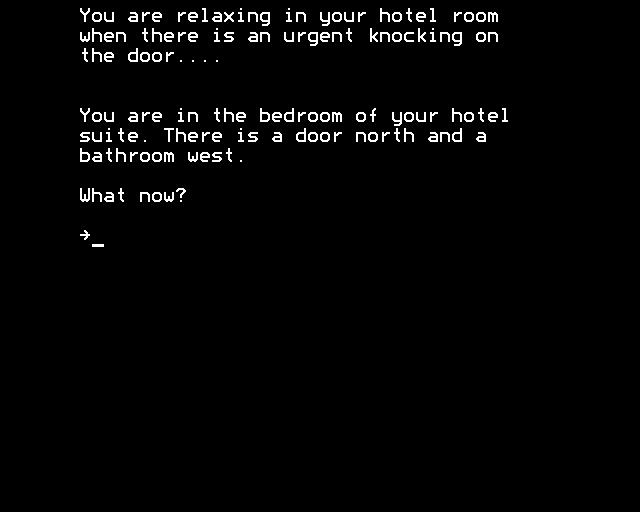 You are relaxing in your hotel room
when there is an urgent knocking on
the door....
You are in the bedroom of your hotel
suite. There is a door north and a
bathroom west.
What now?
→_